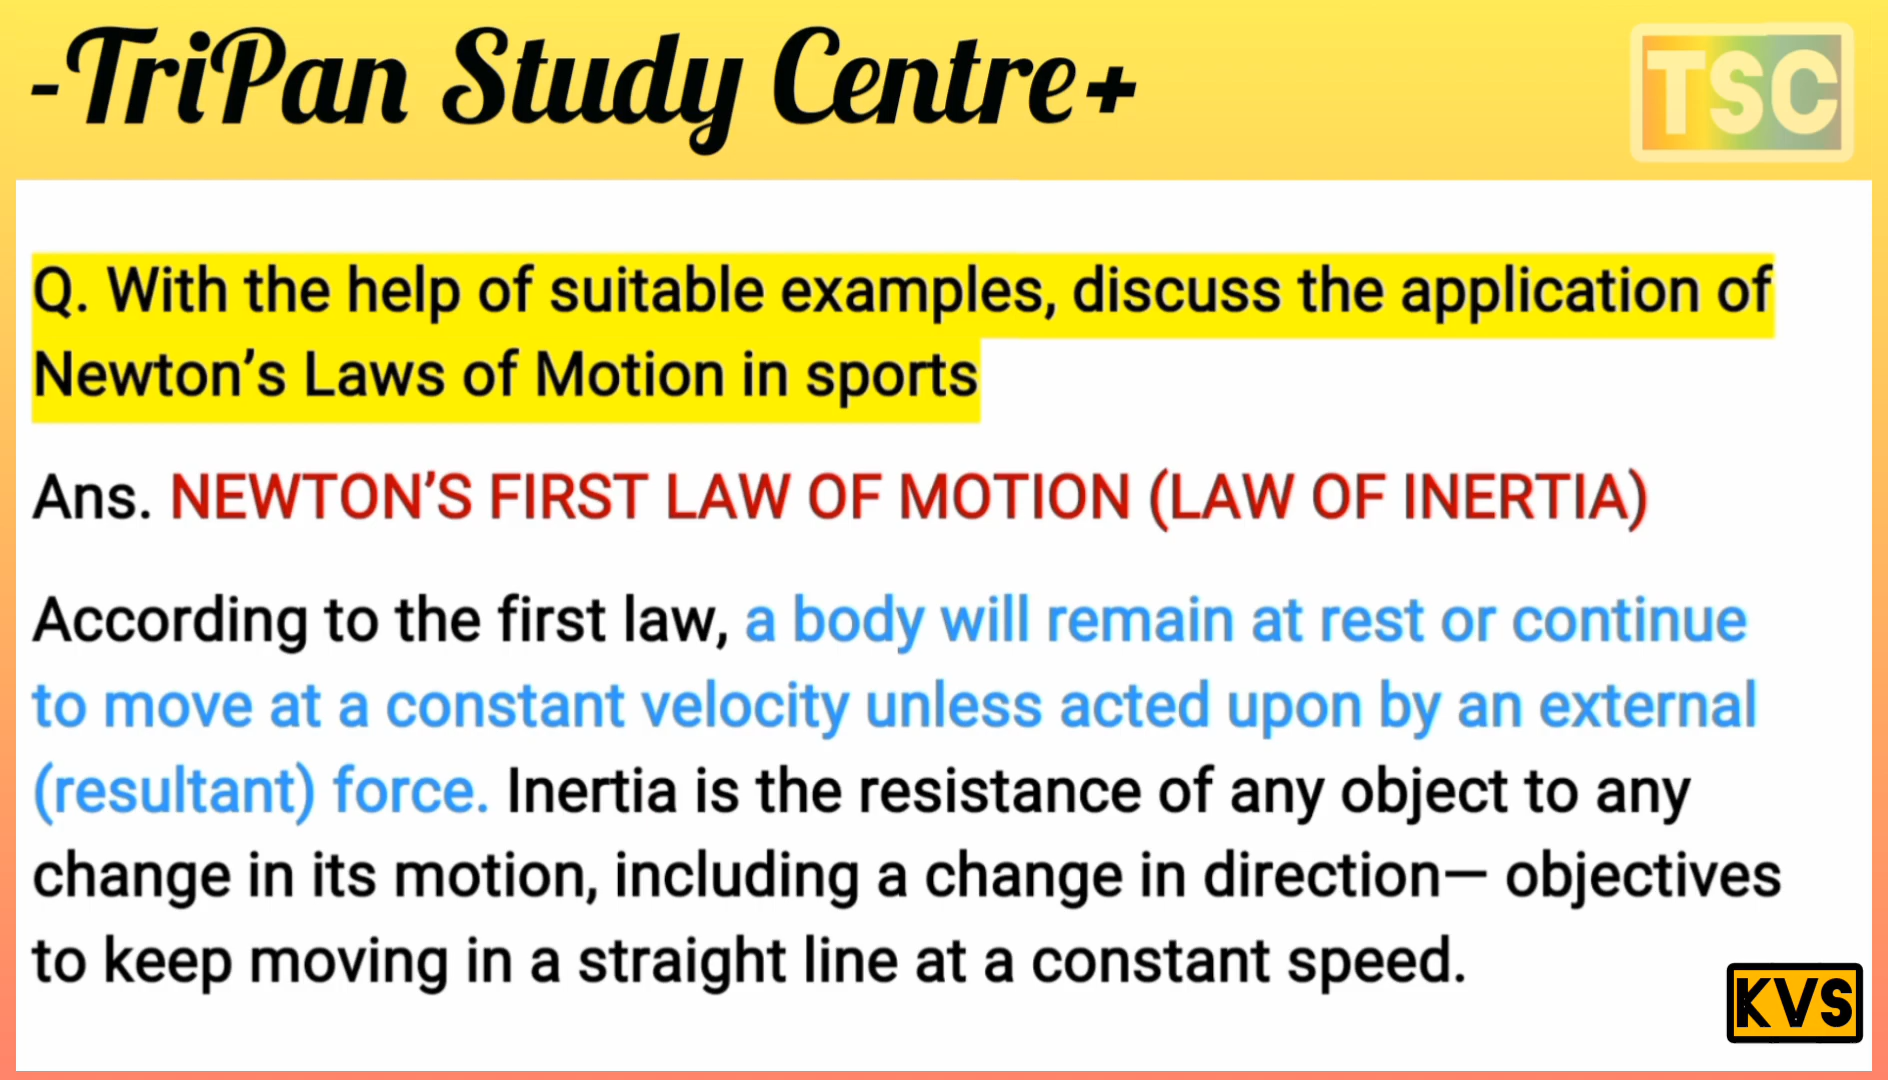 -TriPan Study Centre+
TSC
Q. With the help of suitable examples, discuss the application of
Newton’s Laws of Motion in sports
Ans. NEWTON’S FIRST LAW OF MOTION (LAW OF INERTIA)
According to the first law, a body will remain at rest or continue
to move at a constant velocity unless acted upon by an external
(resultant) force. Inertia is the resistance of any object to any
change in its motion, including a change in direction— objectives
to keep moving in a straight line at a constant speed.
KVS